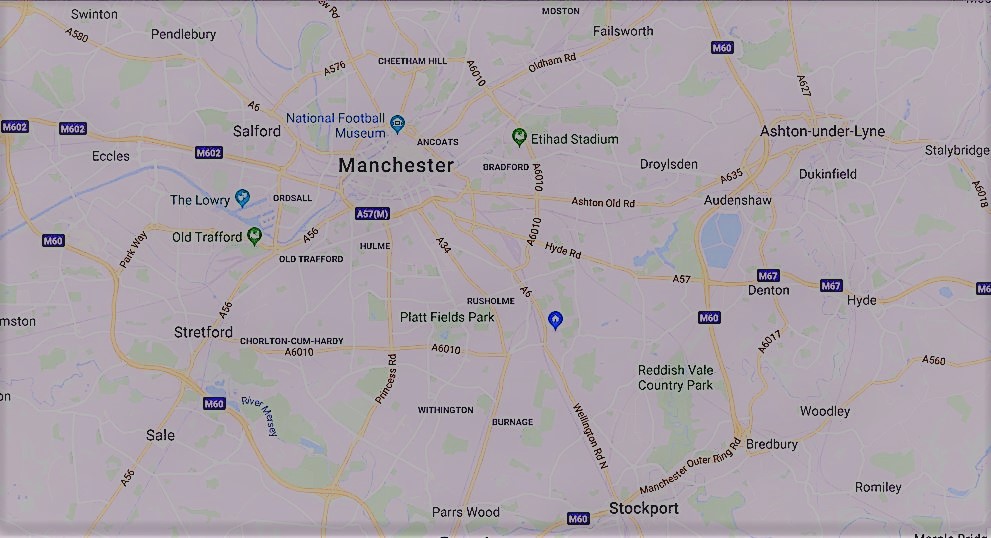 Swinton
ew Rd
MOSTON
A580
Pendlebury
Failsworth
M60
CHEETHAM HILL
Oldham Rd
A576
A6010
A627
A6
National Football
Museum
M602
M602
Salford
ANCOATS
Etihad Stadium
Ashton-under-Lyne
Eccles
M602
Manchester
BRADFORD
Droylsden
Stalybridge
A635
Dukinfield
A6010
The Lowry
ORDSALL
Ashton Old Rd
Audenshaw
A6018
A57(M)
Old Trafford
A56
A6010
M60
Park Way
HULME
A34
Hyde Rd
OLD TRAFFORD
A57
M67
Denton
M67
M6
A6
Hyde
RUSHOLME
A56
Platt Fields Park
M60
mston
Stretford
CHORLTON-CUM-HARDY
A6010
A6010
A6017
A560
Princess Rd
Reddish Vale
Country Park
M60
River Mersey
WITHINGTON
Woodley
BURNAGE
Wellington Rd N
Sale
Bredbury
Manchester Outer Ring Rd
A56
Romiley
Parrs Wood
Stockport
M60